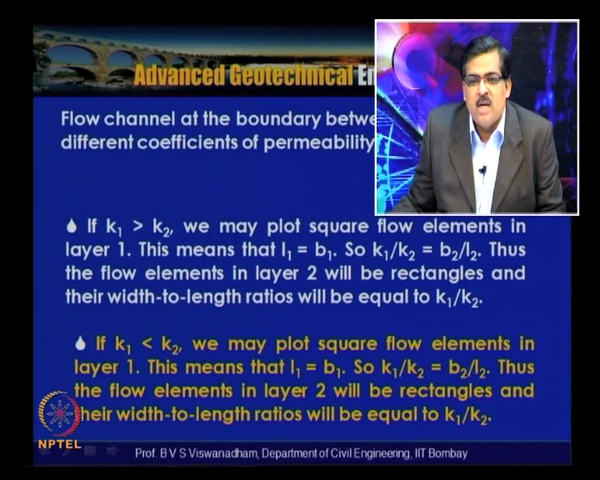 Advanced Geotechnical En
Flow channel at the boundary betwe
different coefficients of permeability
If k₁ > k₂, we may plot square flow elements in
layer 1. This means that l₁ = b₁. So k₁/k₂ = b₂/l₂. Thus
the flow elements in layer 2 will be rectangles and
their width-to-length ratios will be equal to k₁/k₂.
If k₁ < k₂, we may plot square flow elements in
layer 1. This means that l₁ = b₁. So k₁/k₂ = b₂/l₂. Thus
the flow elements in layer 2 will be rectangles and
their width-to-length ratios will be equal to k₁/k₂.
NPTEL
Prof. B V S Viswanadham, Department of Civil Engineering, IIT Bombay